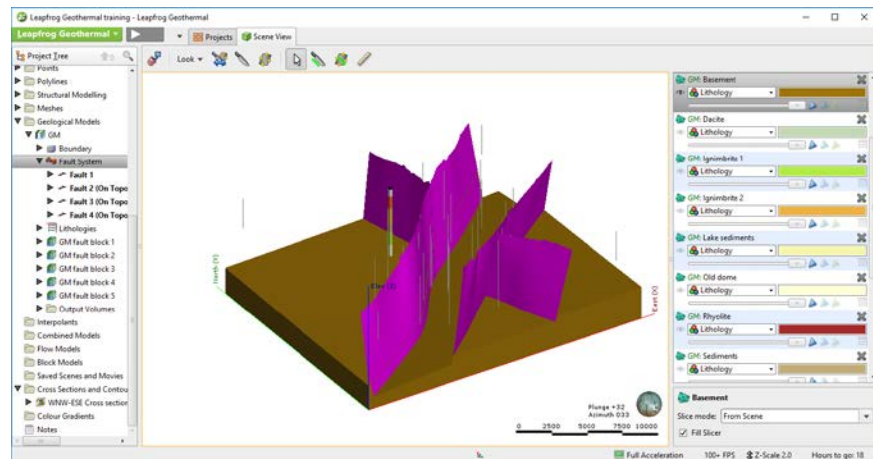 Leapfrog Geothermal training - Leapfrog Geothermal
Leapfrog Geothermal
Projects
Scene View
Project Tree
Look
Points
Polylines
Structural Modelling
Meshes
Geological Models
GM
Boundary
Fault System
Fault 1
Fault 2 (On Topo
Fault 3 (On Topo
Fault 4 (On Topo
Lithologies
GM fault block 1
GM fault block 2
GM fault block 3
GM fault block 4
GM fault block 5
Output Volumes
Interpolants
Combined Models
Flow Models
Block Models
Saved Scenes and Movies
Cross Sections and Contou
WNW-ESE Cross section
Colour Gradients
Notes
North (Y)
Elev (Z)
East (X)
Plunge +32
Azimuth 033
0 2500 5000 7500 10000
GM: Basement
Lithology
GM: Dacite
Lithology
GM: Ignimbrite 1
Lithology
GM: Ignimbrite 2
Lithology
GM: Lake sediments
Lithology
GM: Old dome
Lithology
GM: Rhyolite
Lithology
GM: Sediments
Lithology
Basement
Slice mode: From Scene
Fill Slicer
Full Acceleration 100+ FPS Z-Scale 2.0 Hours to go: 18